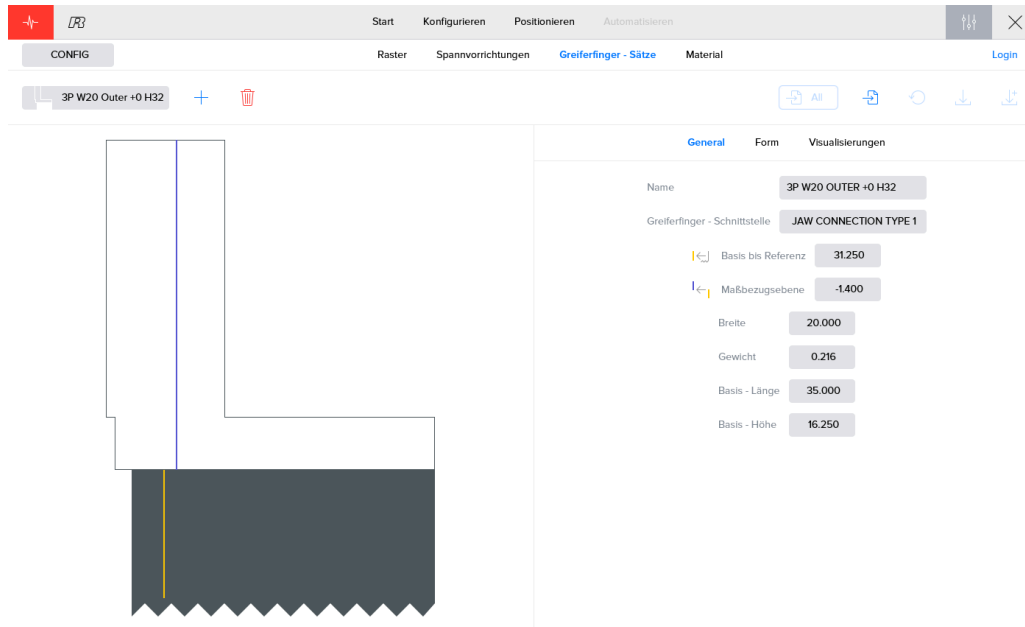 Start Konfigurieren Positionieren Automatisieren
CONFIG Raster Spannvorrichtungen Greiferfinger - Sätze Material Login
3P W20 Outer +0 H32 All
General Form Visualisierungen
Name 3P W20 OUTER +0 H32
Greiferfinger - Schnittstelle JAW CONNECTION TYPE 1
Basis bis Referenz 31.250
Maßbezugsebene -1.400
Breite 20.000
Gewicht 0.216
Basis - Länge 35.000
Basis - Höhe 16.250